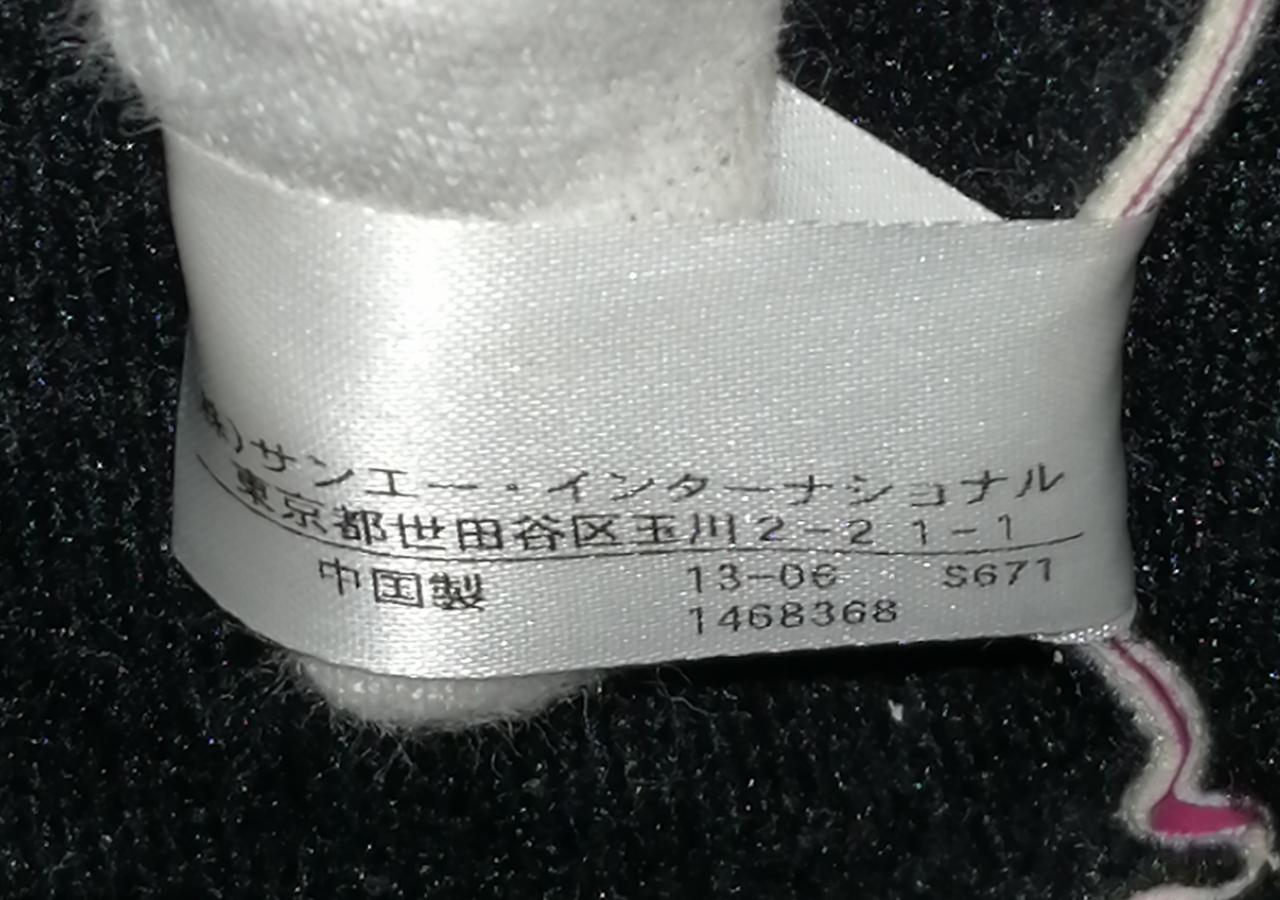 株)サンエー・インターナショナル
東京都世田谷区玉川2-21-1
中国製 13-06 S671
1468368